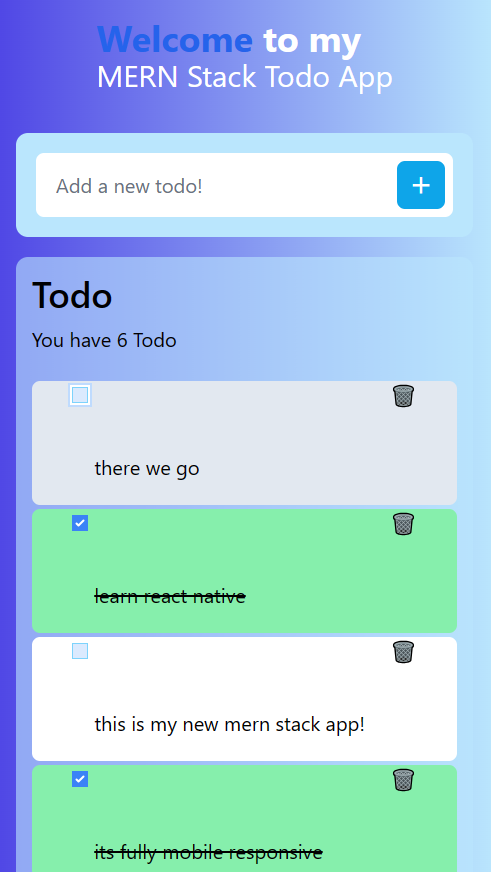 Welcome to my
MERN Stack Todo App
Add a new todo!
+
Todo
You have 6 Todo
there we go
learn react native
this is my new mern stack app!
its fully mobile responsive